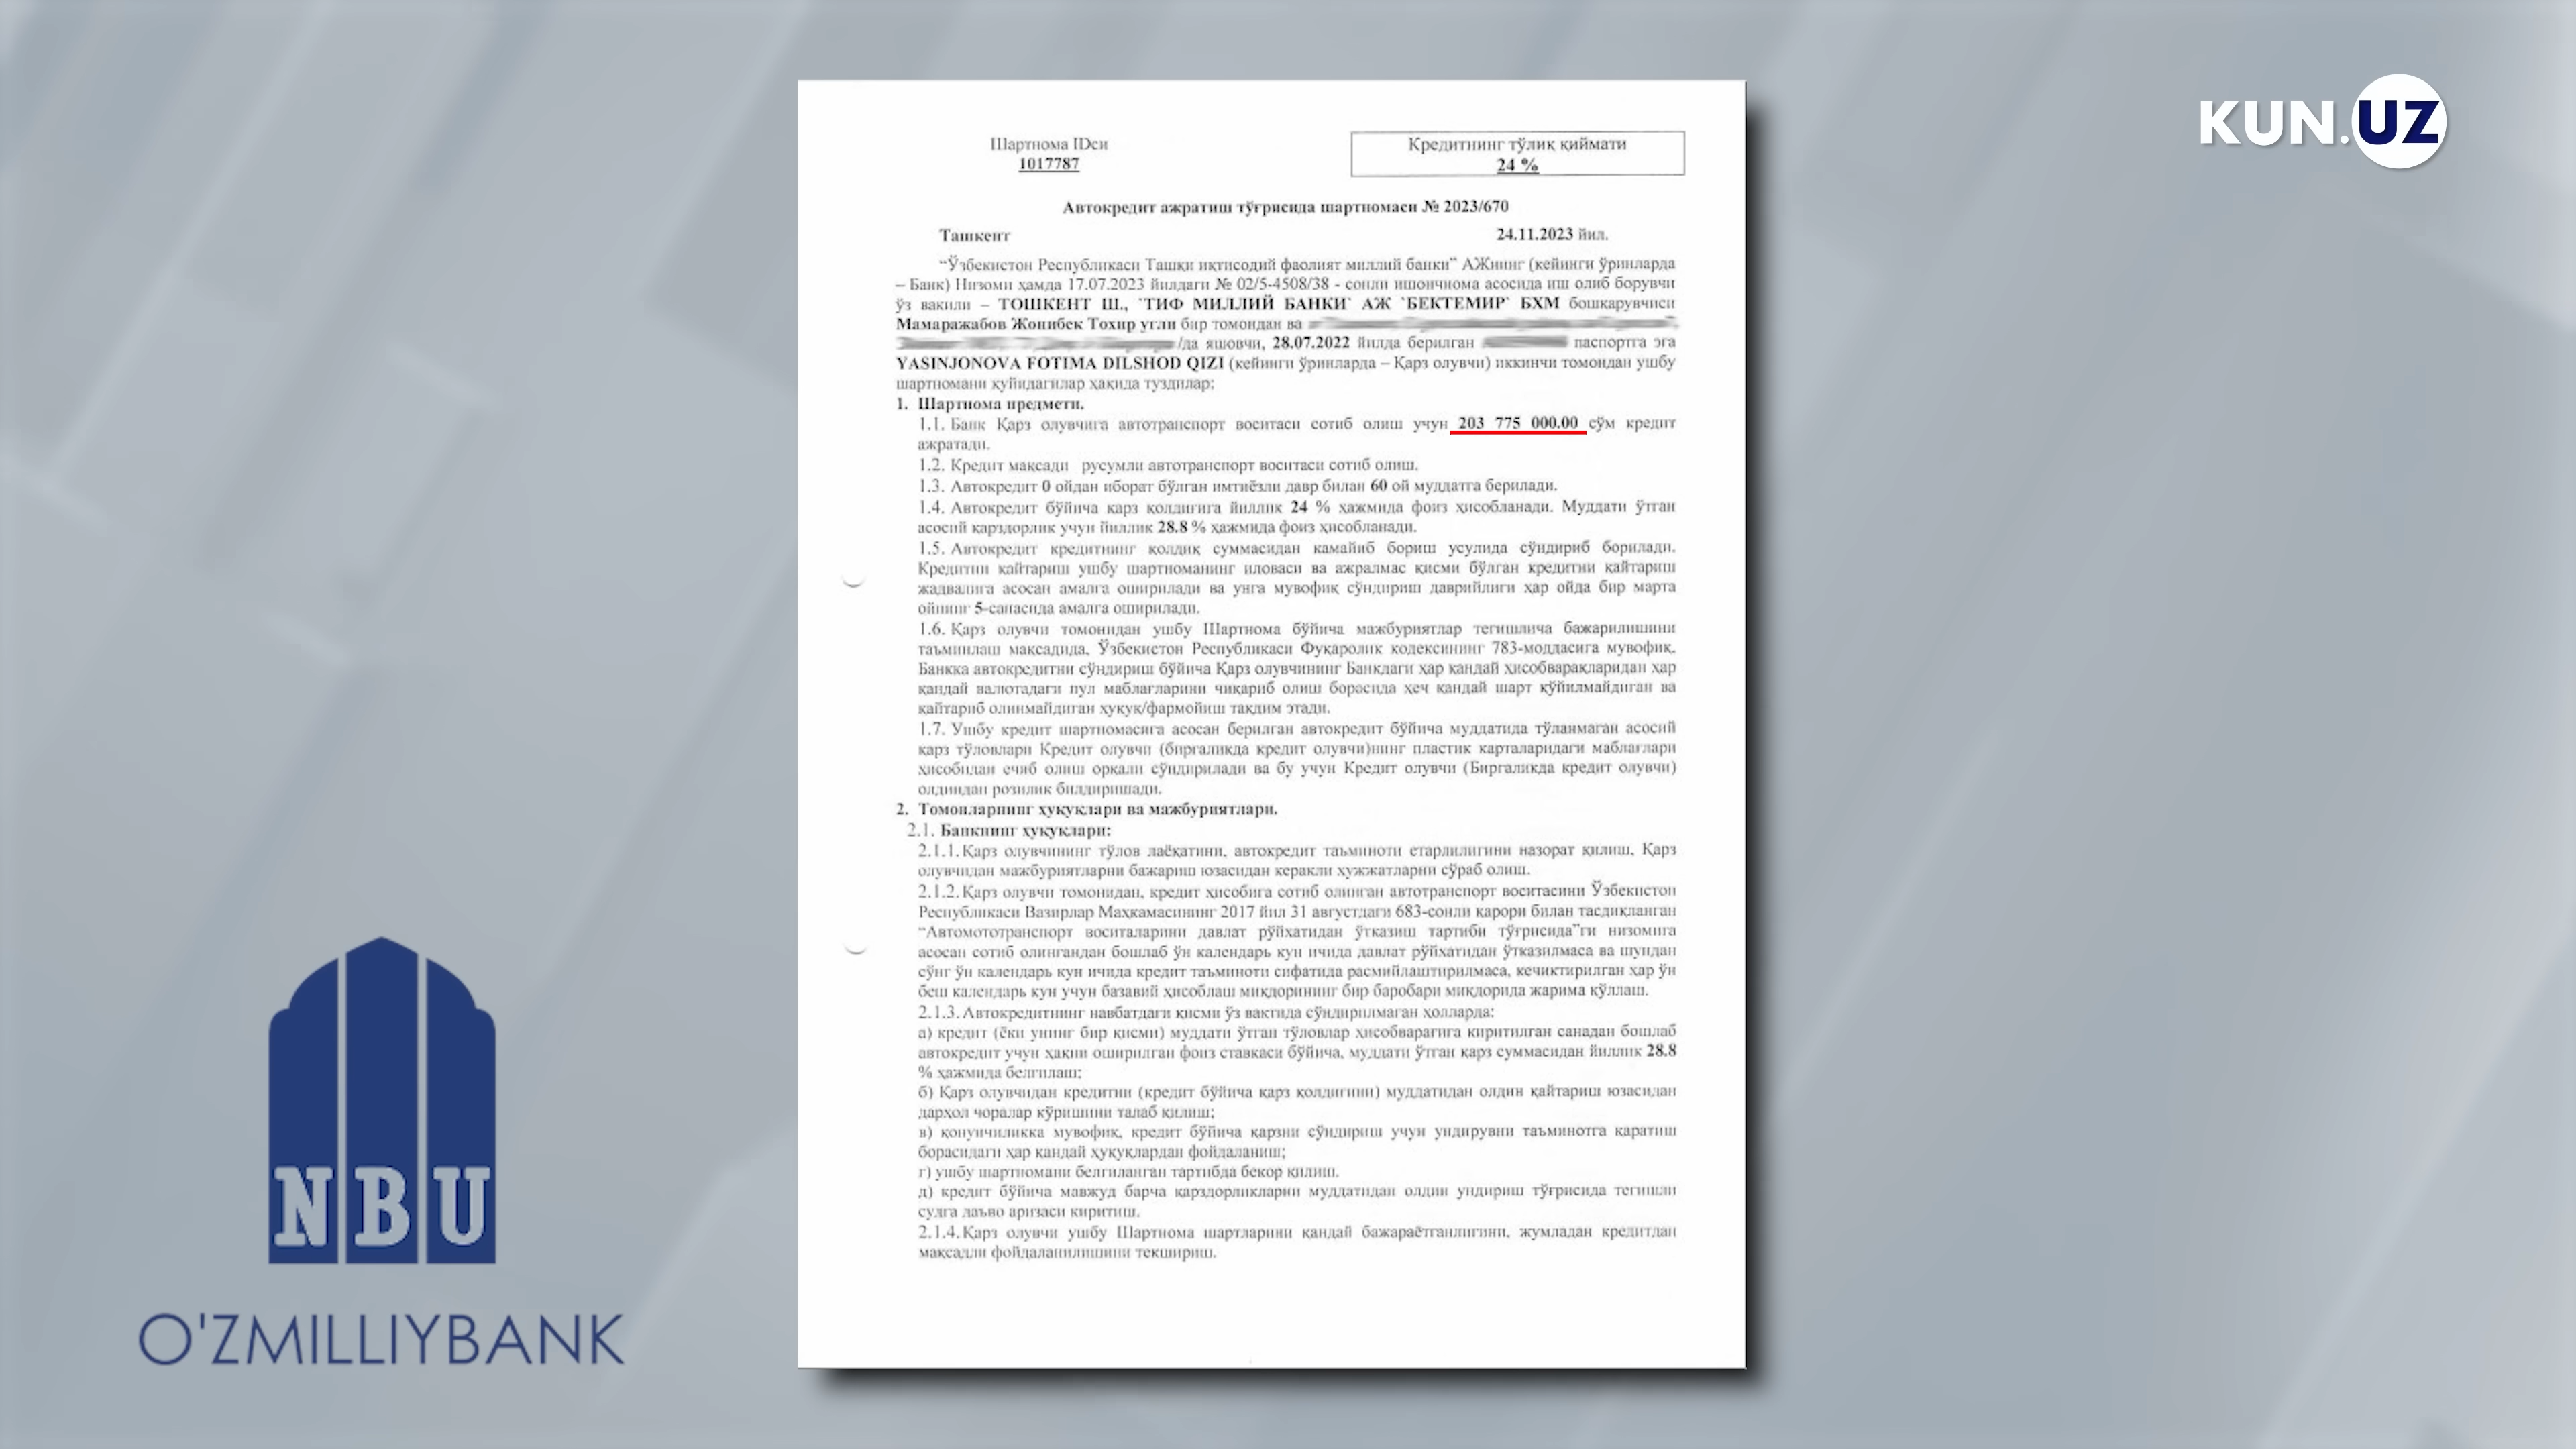 KUN.UZ
Шартнома IDси
1017787
Кредитнинг тўлиқ қиймати
24 %
Автокредит ажратиш тўғрисида шартномаси № 2023/670
Ташкент
24.11.2023 йил.
“Ўзбекистон Республикаси Ташқи иқтисодий фаолият миллий банки” АЖнинг (кейинги ўринларда
– Банк) Низоми ҳамда 17.07.2023 йилдаги № 02/5-4508/38 - сонли ишончнома асосида иш олиб борувчи
ўз вакили – ТОШКЕНТ Ш., `ТИФ МИЛЛИЙ БАНКИ` АЖ `БЕКТЕМИР` БХМ бошқарувчиси
Мамаражабов Жонибек Тохир угли бир томондан ва
/да яшовчи, 28.07.2022 йилда берилган паспортга эга
YASINJONOVA FOTIMA DILSHOD QIZI (кейинги ўринларда – Қарз олувчи) иккинчи томондан ушбу
шартномани қуйидагилар ҳақида туздилар:
1. Шартнома предмети.
1.1. Банк Қарз олувчига автотранспорт воситаси сотиб олиш учун 203 775 000.00 сўм кредит
ажратади.
1.2. Кредит мақсади русумли автотранспорт воситаси сотиб олиш.
1.3. Автокредит 0 ойдан иборат бўлган имтиёзли давр билан 60 ой муддатга берилади.
1.4. Автокредит бўйича қарз қолдиғига йиллик 24 % ҳажмида фоиз ҳисобланади. Муддати ўтган
асосий қарздорлик учун йиллик 28.8 % ҳажмида фоиз ҳисобланади.
1.5. Автокредит кредитнинг қолдиқ суммасидан камайиб бориш усулида сўндириб борилади.
Кредитни қайтариш ушбу шартноманинг иловаси ва ажралмас қисми бўлган кредитни қайтариш
жадвалига асосан амалга оширилади ва унга мувофиқ сўндириш даврийлиги ҳар ойда бир марта
ойнинг 5-санасида амалга оширилади.
1.6. Қарз олувчи томонидан ушбу Шартнома бўйича мажбуриятлар тегишлича бажарилишини
таъминлаш мақсадида, Ўзбекистон Республикаси Фуқаролик кодексининг 783-моддасига мувофиқ,
Банкка автокредитни сўндириш бўйича Қарз олувчининг Банкдаги ҳар қандай ҳисобварақларидан ҳар
қандай валютадаги пул маблағларини чиқариб олиш борасида ҳеч қандай шарт қўйилмайдиган ва
қайтариб олинмайдиган ҳуқуқ/фармойиш тақдим этади.
1.7. Ушбу кредит шартномасига асосан берилган автокредит бўйича муддатида тўланмаган асосий
қарз тўловлари Кредит олувчи (биргаликда кредит олувчи)нинг пластик карталаридаги маблағлари
ҳисобидан ечиб олиш орқали сўндирилади ва бу учун Кредит олувчи (Биргаликда кредит олувчи)
олдиндан розилик билдиришади.
2. Томонларнинг ҳуқуқлари ва мажбуриятлари.
2.1. Банкнинг ҳуқуқлари:
2.1.1. Қарз олувчининг тўлов лаёқатини, автокредит таъминоти етарлилигини назорат қилиш, Қарз
олувчидан мажбуриятларни бажариш юзасидан керакли ҳужжатларни сўраб олиш.
2.1.2. Қарз олувчи томонидан, кредит ҳисобига сотиб олинган автотранспорт воситасини Ўзбекистон
Республикаси Вазирлар Маҳкамасининг 2017 йил 31 августдаги 683-сонли қарори билан тасдиқланган
“Автомототранспорт воситаларини давлат рўйхатидан ўтказиш тартиби тўғрисида”ги низомига
асосан сотиб олингандан бошлаб ўн календарь кун ичида давлат рўйхатидан ўтказилмаса ва шундан
сўнг ўн календарь кун ичида кредит таъминоти сифатида расмийлаштирилмаса, кечиктирилган ҳар ўн
беш календарь кун учун базавий ҳисоблаш миқдорининг бир баробари миқдорида жарима қўллаш.
2.1.3. Автокредитнинг навбатдаги қисми ўз вақтида сўндирилмаган ҳолларда:
а) кредит (ёки унинг бир қисми) муддати ўтган тўловлар ҳисобварағига киритилган санадан бошлаб
автокредит учун ҳақни оширилган фоиз ставкаси бўйича, муддати ўтган қарз суммасидан йиллик 28.8
% ҳажмида белгилаш;
б) Қарз олувчидан кредитни (кредит бўйича қарз қолдиғини) муддатидан олдин қайтариш юзасидан
дарҳол чоралар кўришини талаб қилиш;
в) қонунчиликка мувофиқ, кредит бўйича қарзни сўндириш учун ундирувни таъминотга қаратиш
борасидаги ҳар қандай ҳуқуқлардан фойдаланиш;
г) ушбу шартномани белгиланган тартибда бекор қилиш.
д) кредит бўйича мавжуд барча қарздорликларни муддатидан олдин ундириш тўғрисида тегишли
судга даъво аризаси киритиш.
2.1.4. Қарз олувчи ушбу Шартнома шартларини қандай бажараётганлигини, жумладан кредитдан
мақсадли фойдаланилишини текшириш.
NBU
O'ZMILLIYBANK